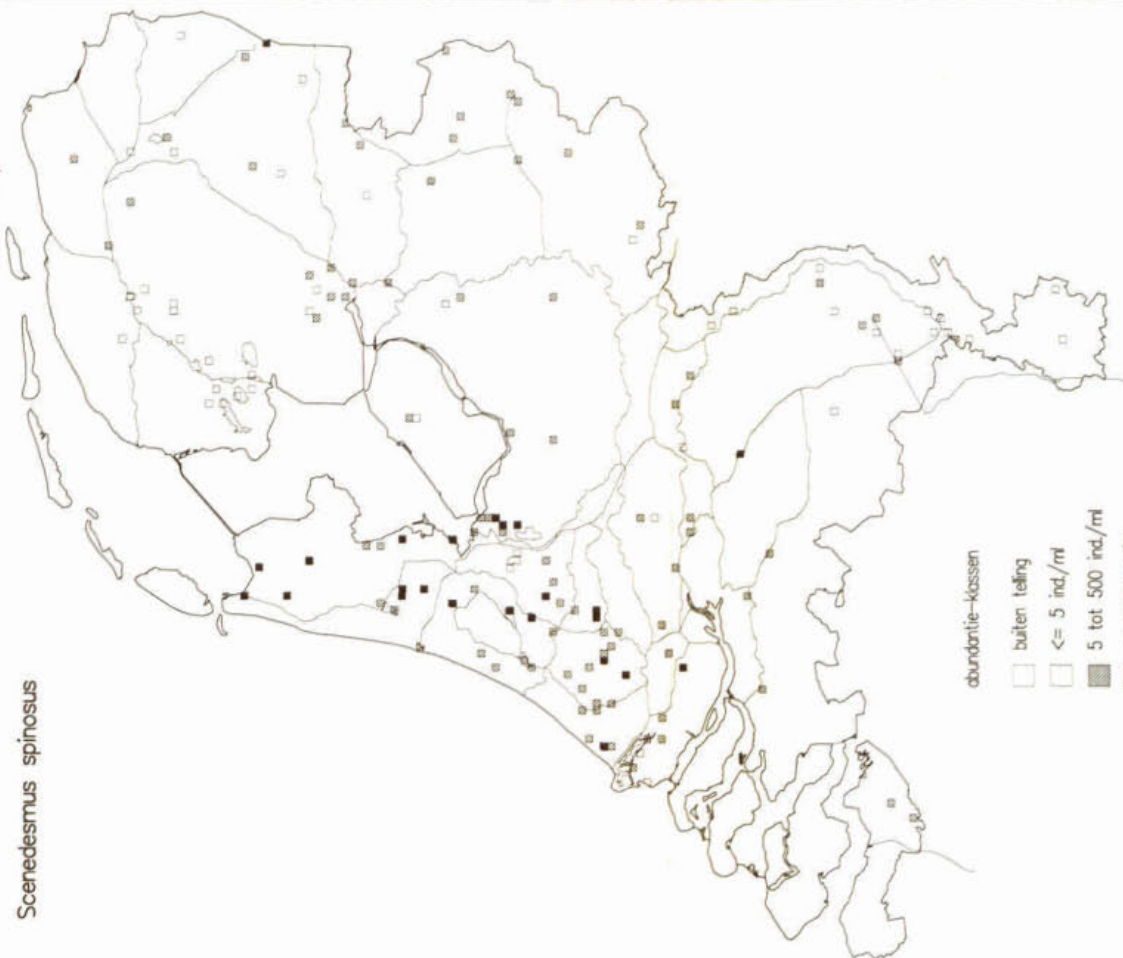 Scenedesmus spinosus
abundantie-klassen
buiten telling
<= 5 ind./ml
5 tot 500 ind./ml